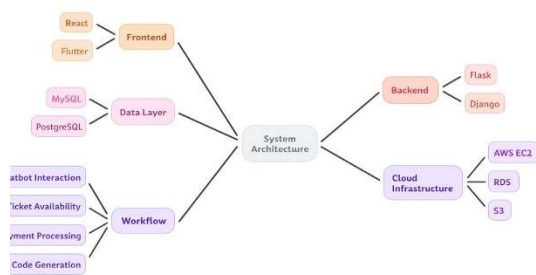 React
Frontend
Flutter
MySQL
Data Layer
PostgreSQL
System
Architecture
Backend
Flask
Django
Cloud
Infrastructure
AWS EC2
RDS
S3
atbot Interaction
Ticket Availability
Workflow
yment Processing
Code Generation